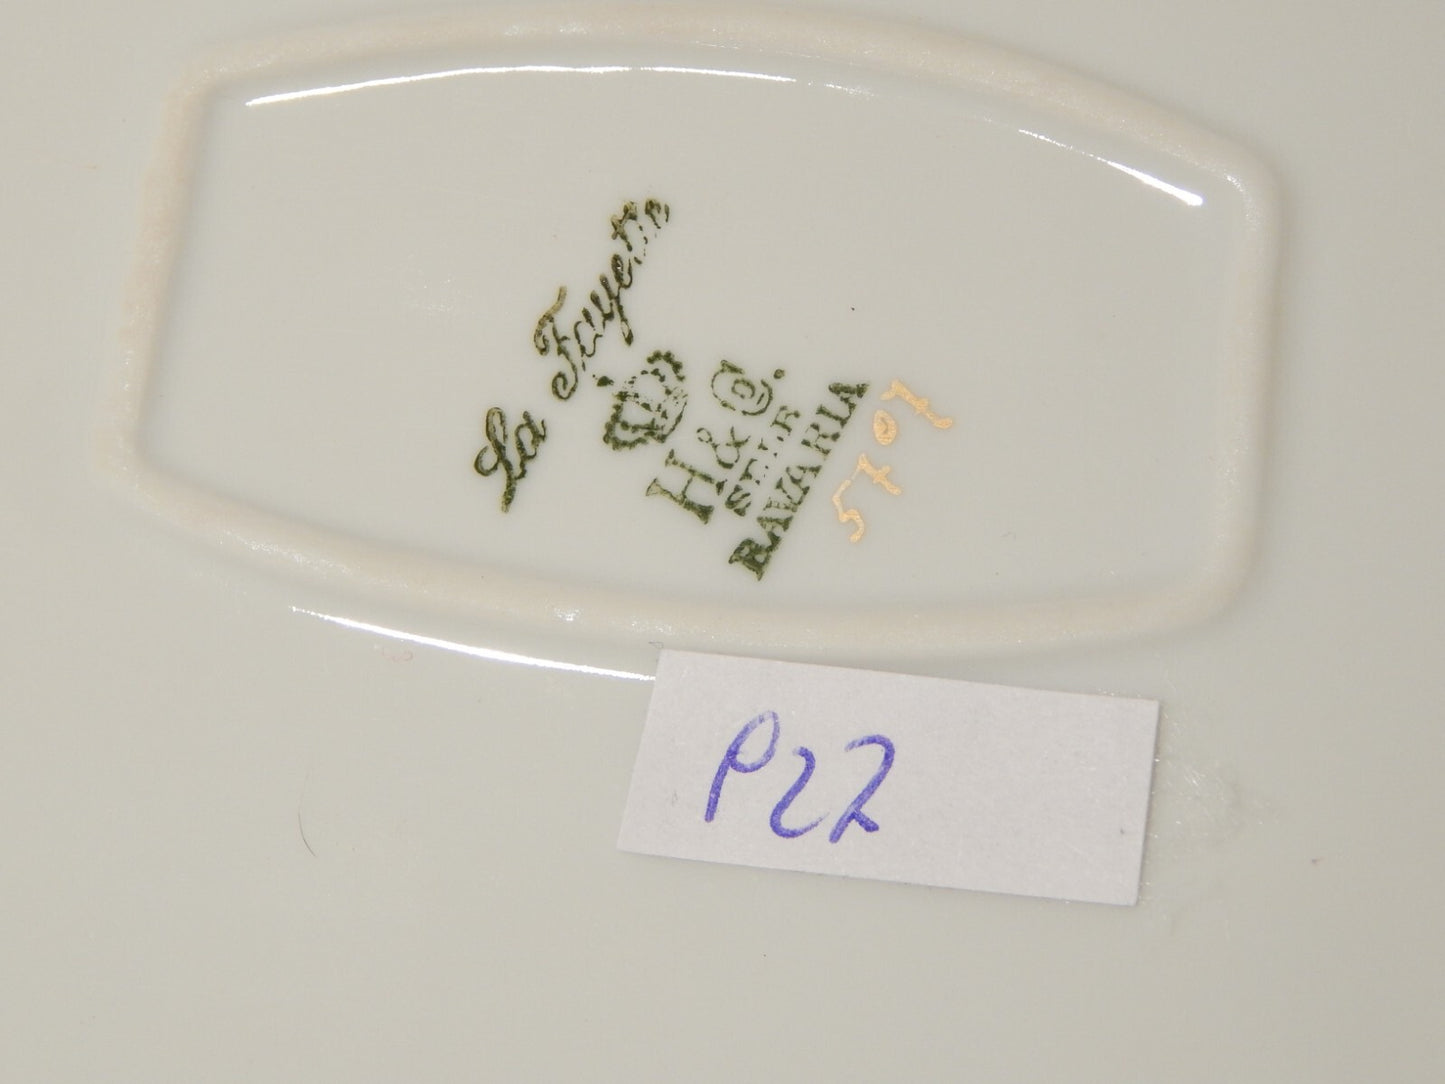 La Fayette
H & Co.
SELB
BAVARIA
5701
P22